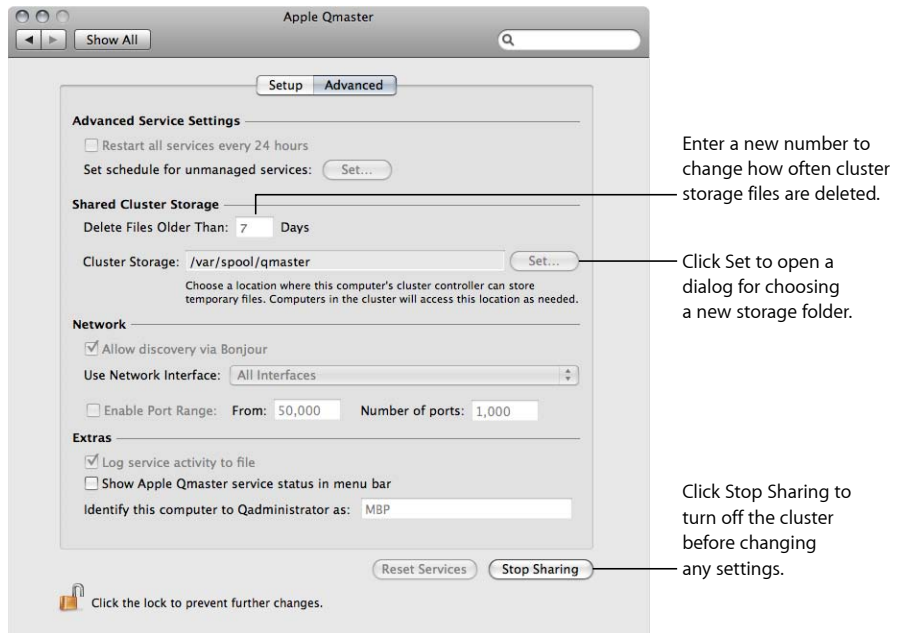 Apple Qmaster
Show All
Setup Advanced
Advanced Service Settings
Restart all services every 24 hours
Set schedule for unmanaged services: Set...
Shared Cluster Storage
Delete Files Older Than: 7 Days
Cluster Storage: /var/spool/qmaster Set...
Choose a location where this computer's cluster controller can store
temporary files. Computers in the cluster will access this location as needed.
Network
Allow discovery via Bonjour
Use Network Interface: All Interfaces
Enable Port Range: From: 50,000 Number of ports: 1,000
Extras
Log service activity to file
Show Apple Qmaster service status in menu bar
Identify this computer to Qadministrator as: MBP
Reset Services Stop Sharing
Click the lock to prevent further changes.
Enter a new number to
change how often cluster
storage files are deleted.
Click Set to open a
dialog for choosing
a new storage folder.
Click Stop Sharing to
turn off the cluster
before changing
any settings.